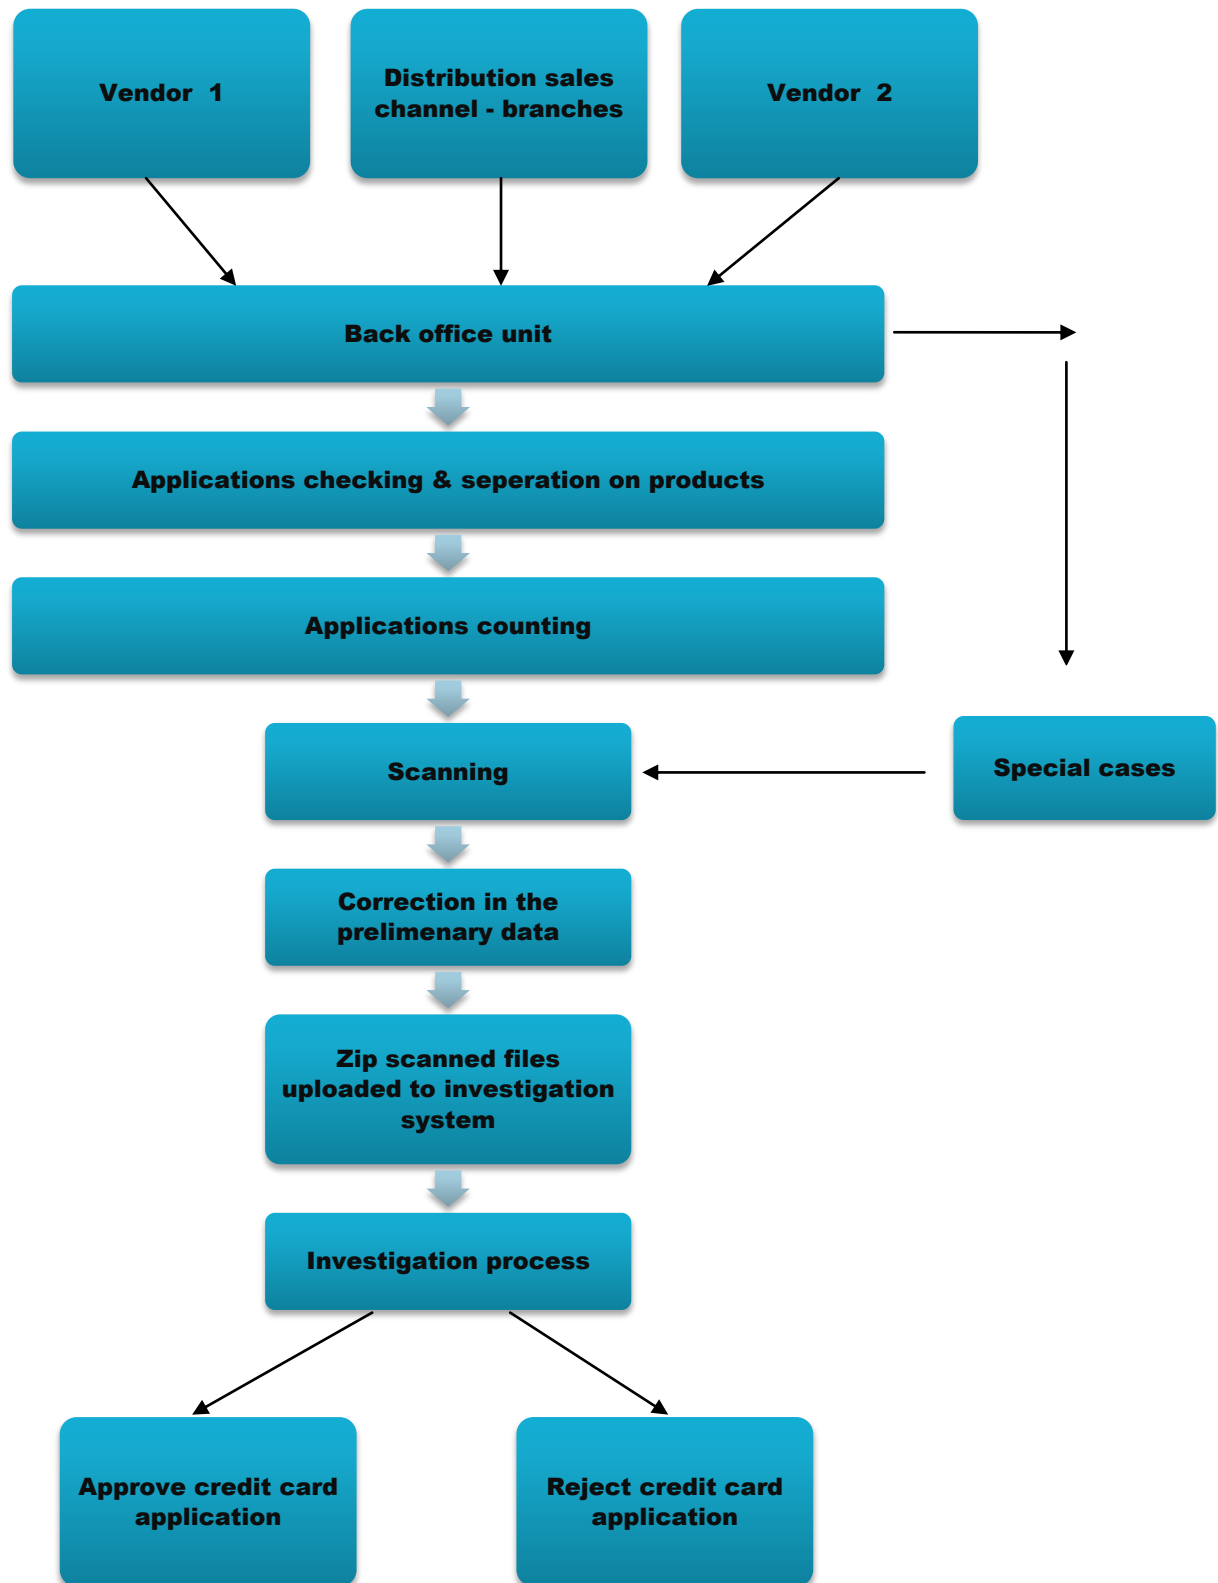 Vendor  1
Distribution sales
channel - branches
Vendor  2
Back office unit
Applications checking & seperation on products
Applications counting
Scanning
Special cases
Correction in the
prelimenary data
Zip scanned files
uploaded to investigation
system
Investigation process
Approve credit card
application
Reject credit card
application